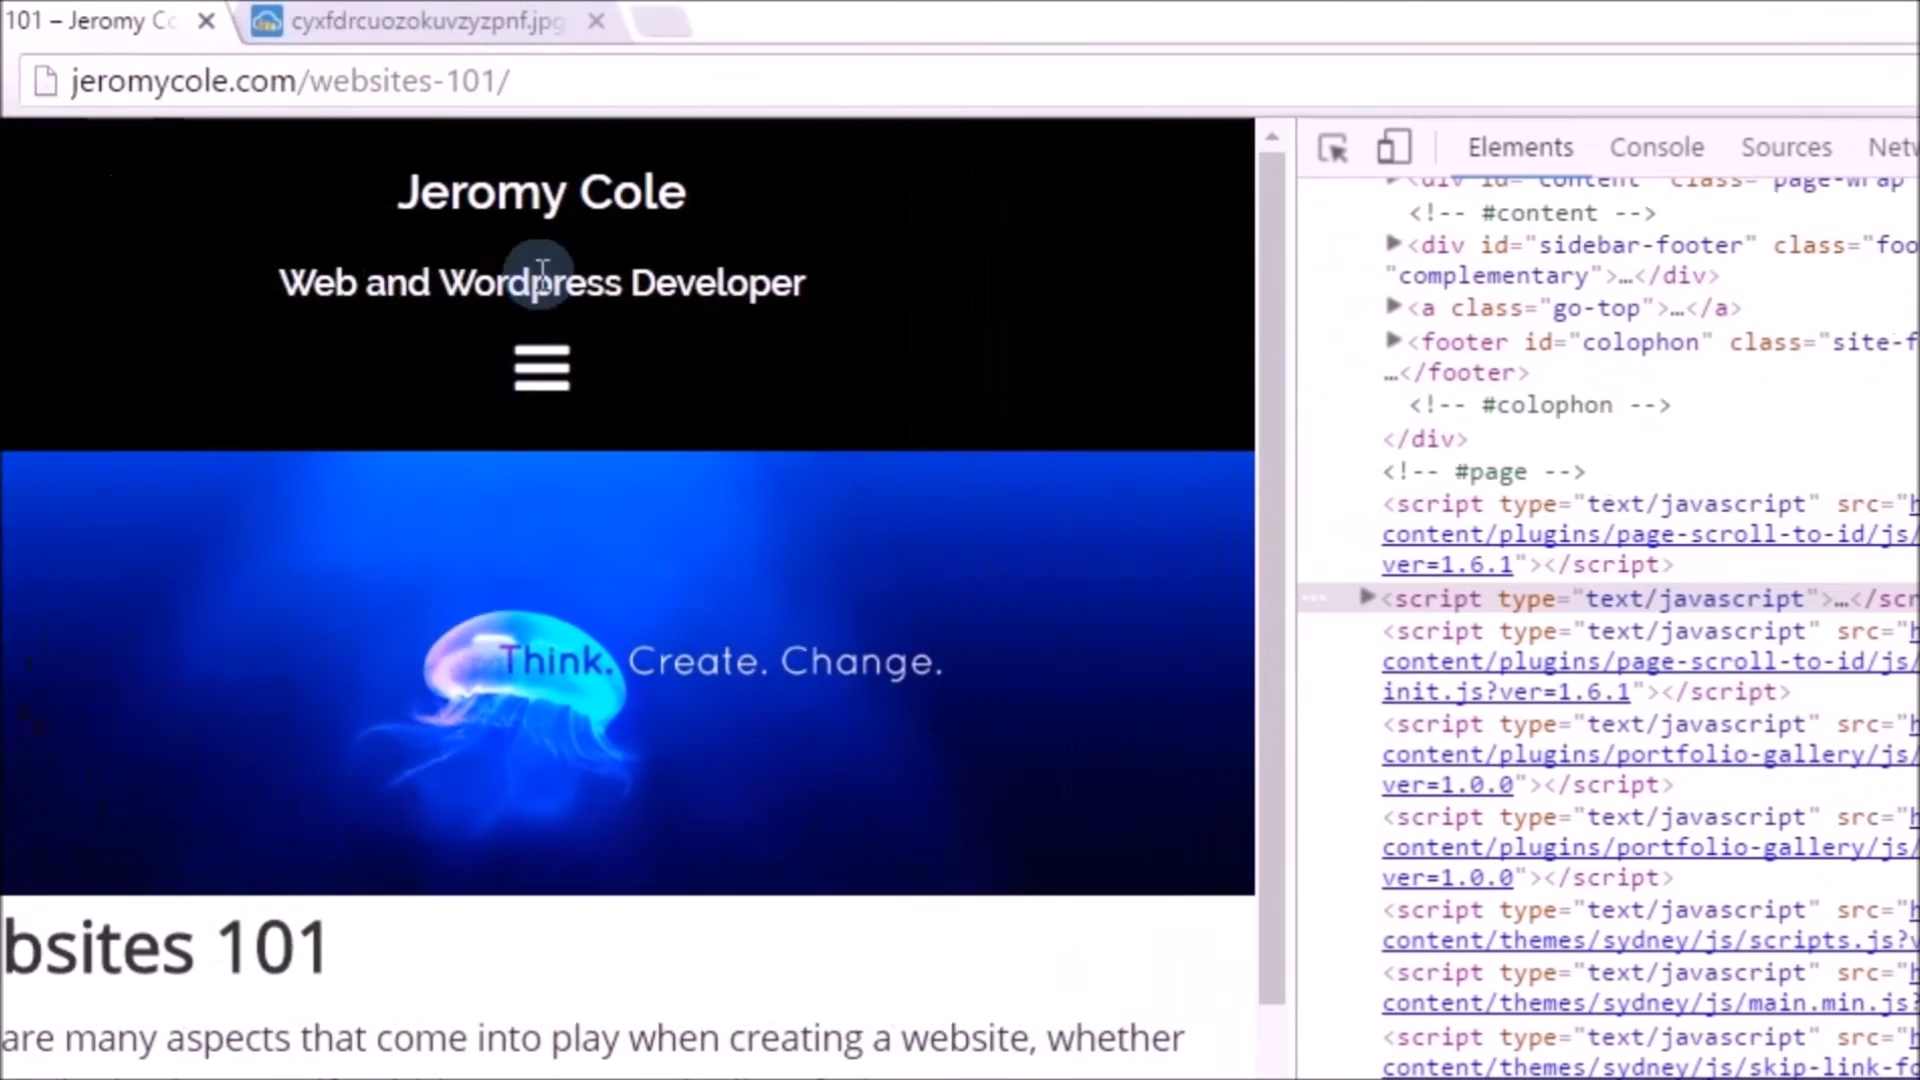 101 – Jeromy C
cyxfdrcuozokuvzyzpnf.jpg
jeromycole.com/websites-101/
Jeromy Cole
Web and Wordpress Developer
Think. Create. Change.
bsites 101
are many aspects that come into play when creating a website, whether
Elements Console Sources Netw
<div id="content" class="page-wrap
<!-- #content -->
<div id="sidebar-footer" class="foo
"complementary">…</div>
<a class="go-top">…</a>
<footer id="colophon" class="site-f
…</footer>
<!-- #colophon -->
</div>
<!-- #page -->
<script type="text/javascript" src="h
content/plugins/page-scroll-to-id/js/
ver=1.6.1"></script>
<script type="text/javascript">…</scr
<script type="text/javascript" src="h
content/plugins/page-scroll-to-id/js/
init.js?ver=1.6.1"></script>
<script type="text/javascript" src="h
content/plugins/portfolio-gallery/js/
ver=1.0.0"></script>
<script type="text/javascript" src="h
content/plugins/portfolio-gallery/js/
ver=1.0.0"></script>
<script type="text/javascript" src="h
content/themes/sydney/js/scripts.js?v
<script type="text/javascript" src="h
content/themes/sydney/js/main.min.js?
<script type="text/javascript" src="h
content/themes/sydney/js/skip-link-fo